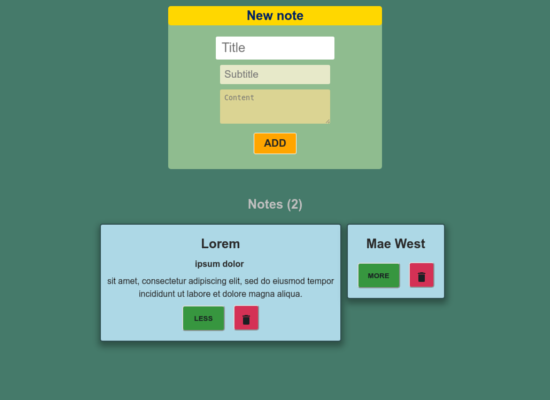 New note
Title
Subtitle
Content
ADD
Notes (2)
Lorem
ipsum dolor
sit amet, consectetur adipiscing elit, sed do eiusmod tempor
incididunt ut labore et dolore magna aliqua.
LESS
Mae West
MORE